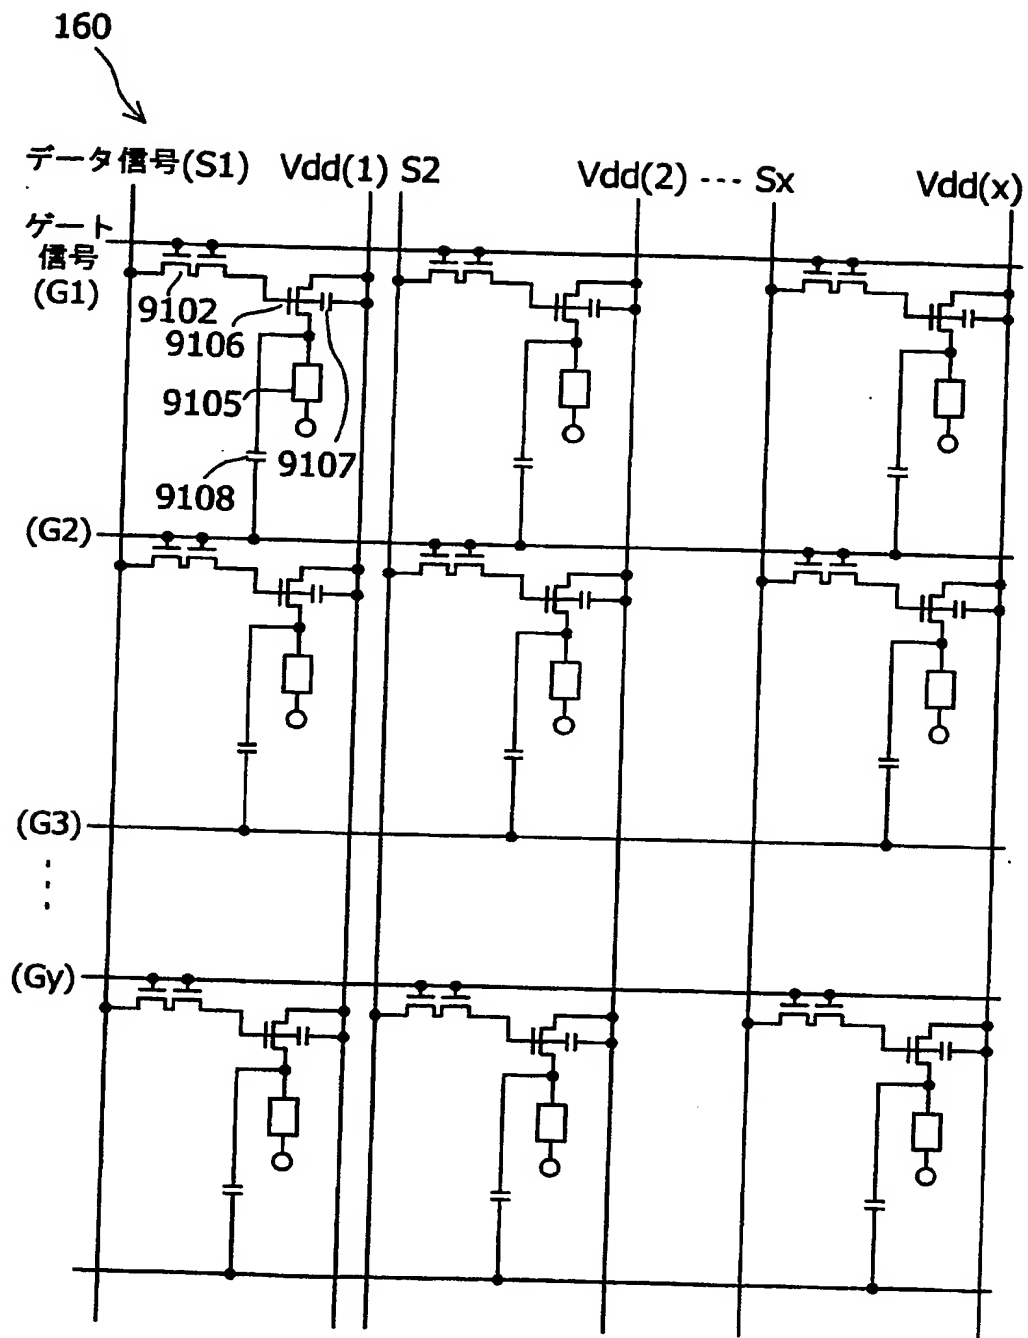 160
データ信号(S1) Vdd(1) S2 Vdd(2) --- Sx Vdd(x)
ゲート
信号
(G1)
9102
9106
9105
9107
9108
(G2)
(G3)
(Gy)